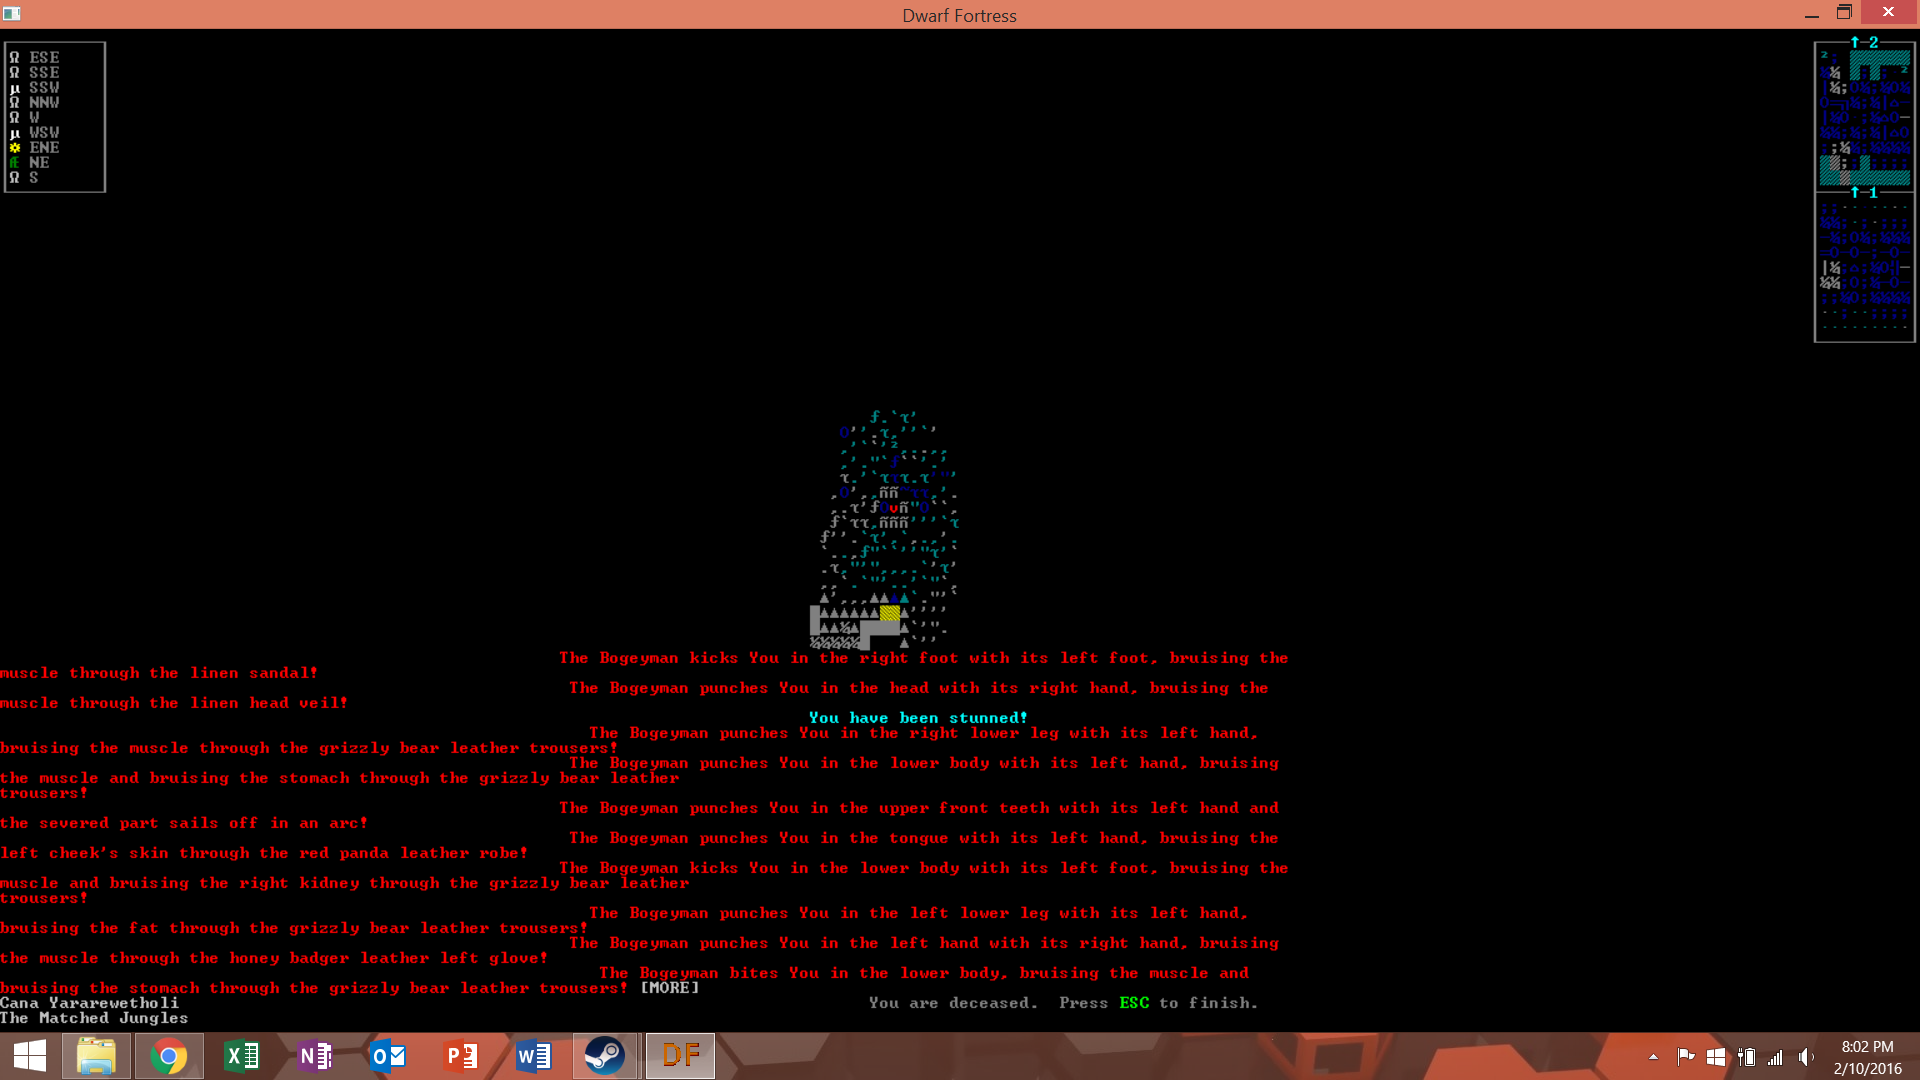 Dwarf Fortress
Ω ESE
Ω SSE
µ SSW
Ω NNW
Ω W
µ WSW
☼ ENE
Æ NE
Ω S
↑ 2
↑ 1
The Bogeyman kicks You in the right foot with its left foot, bruising the
muscle through the linen sandal!
The Bogeyman punches You in the head with its right hand, bruising the
muscle through the linen head veil!
You have been stunned!
The Bogeyman punches You in the right lower leg with its left hand,
bruising the muscle through the grizzly bear leather trousers!
The Bogeyman punches You in the lower body with its left hand, bruising
the muscle and bruising the stomach through the grizzly bear leather
trousers!
The Bogeyman punches You in the upper front teeth with its left hand and
the severed part sails off in an arc!
The Bogeyman punches You in the tongue with its left hand, bruising the
left cheek's skin through the red panda leather robe!
The Bogeyman kicks You in the lower body with its left foot, bruising the
muscle and bruising the right kidney through the grizzly bear leather
trousers!
The Bogeyman punches You in the left lower leg with its left hand,
bruising the fat through the grizzly bear leather trousers!
The Bogeyman punches You in the left hand with its right hand, bruising
the muscle through the honey badger leather left glove!
The Bogeyman bites You in the lower body, bruising the muscle and
bruising the stomach through the grizzly bear leather trousers! [MORE]
Cana Yararewetholi
You are deceased. Press ESC to finish.
The Matched Jungles
DF
8:02 PM
2/10/2016